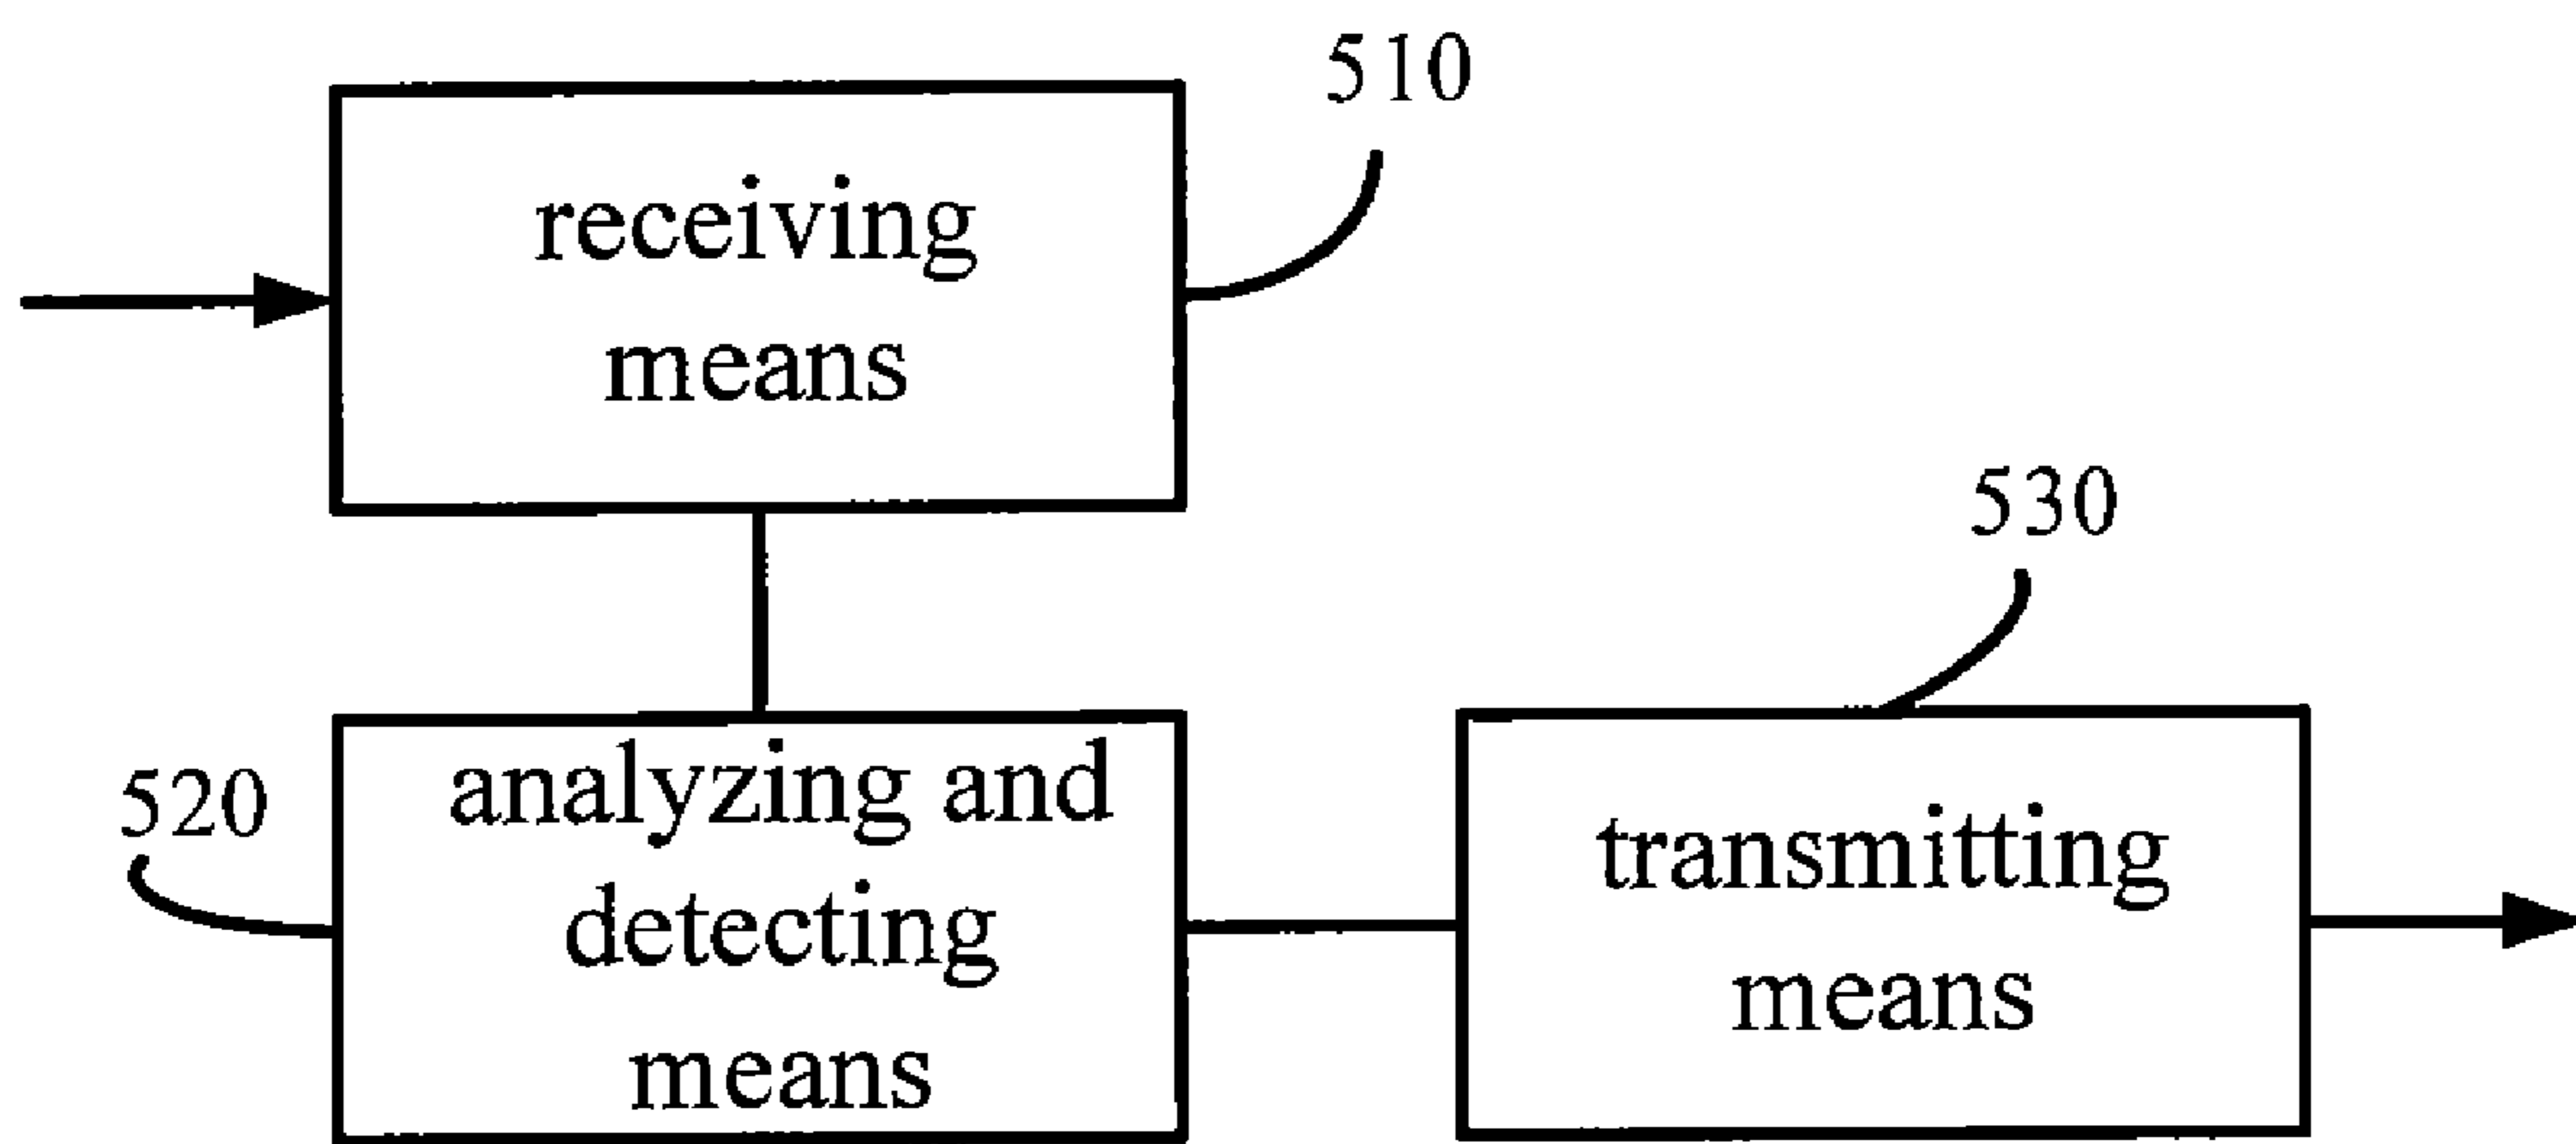 510
receiving
means
530
520
analyzing and
detecting
means
transmitting
means